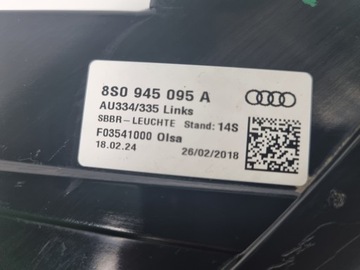 8S0 945 095 A
AU334/335 Links
SBBR-LEUCHTE Stand: 14S
F03541000 Olsa
18.02.24 26/02/2018